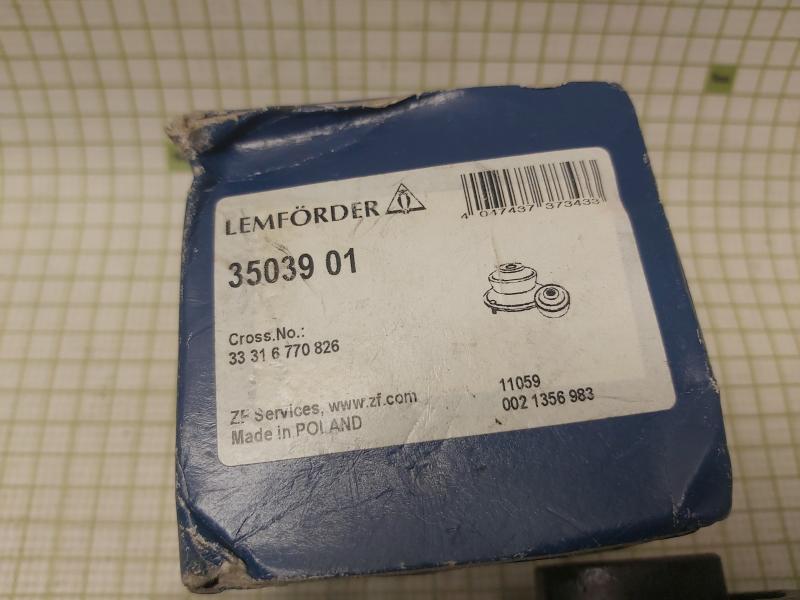 LEMFÖRDER
4 047437 373433
35039 01
Cross.No.:
33 31 6 770 826
ZF Services, www.zf.com
Made in POLAND
11059
002 1356 983